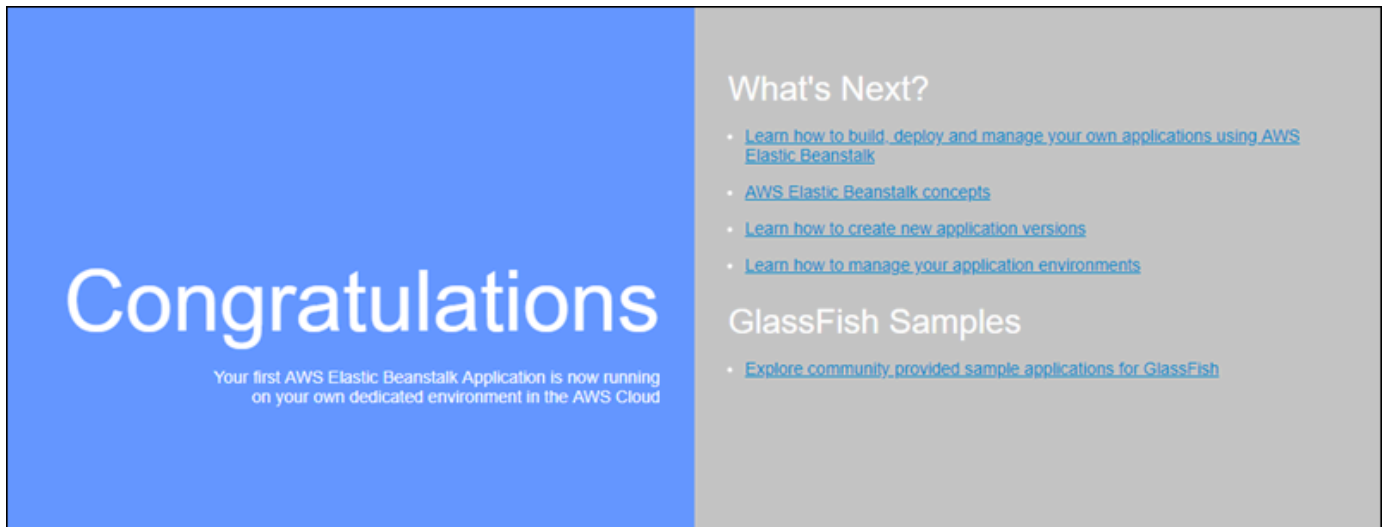 Congratulations
Your first AWS Elastic Beanstalk Application is now running
on your own dedicated environment in the AWS Cloud
What's Next?
Learn how to build, deploy and manage your own applications using AWS
Elastic Beanstalk
AWS Elastic Beanstalk concepts
Learn how to create new application versions
Learn how to manage your application environments
GlassFish Samples
Explore community provided sample applications for GlassFish